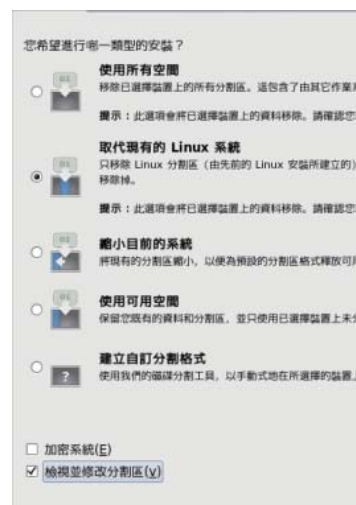 您希望進行哪一類型的安裝？
使用所有空間
移除已選擇裝置上的所有分割區。這包含了由其它作業
提示：此選項會將已選擇裝置上的資料移除。請確認您
取代現有的 Linux 系統
只移除 Linux 分割區（由先前的 Linux 安裝所建立的）
移除掉。
提示：此選項會將已選擇裝置上的資料移除。請確認您
縮小目前的系統
將現有的分割區縮小，以便為預設的分割區格式釋放可
使用可用空間
保留您既有的資料和分割區，並只使用已選擇裝置上未
建立自訂分割格式
使用我們的磁碟分割工具，以手動式地在所選擇的裝置
加密系統(E)
檢視並修改分割區(V)